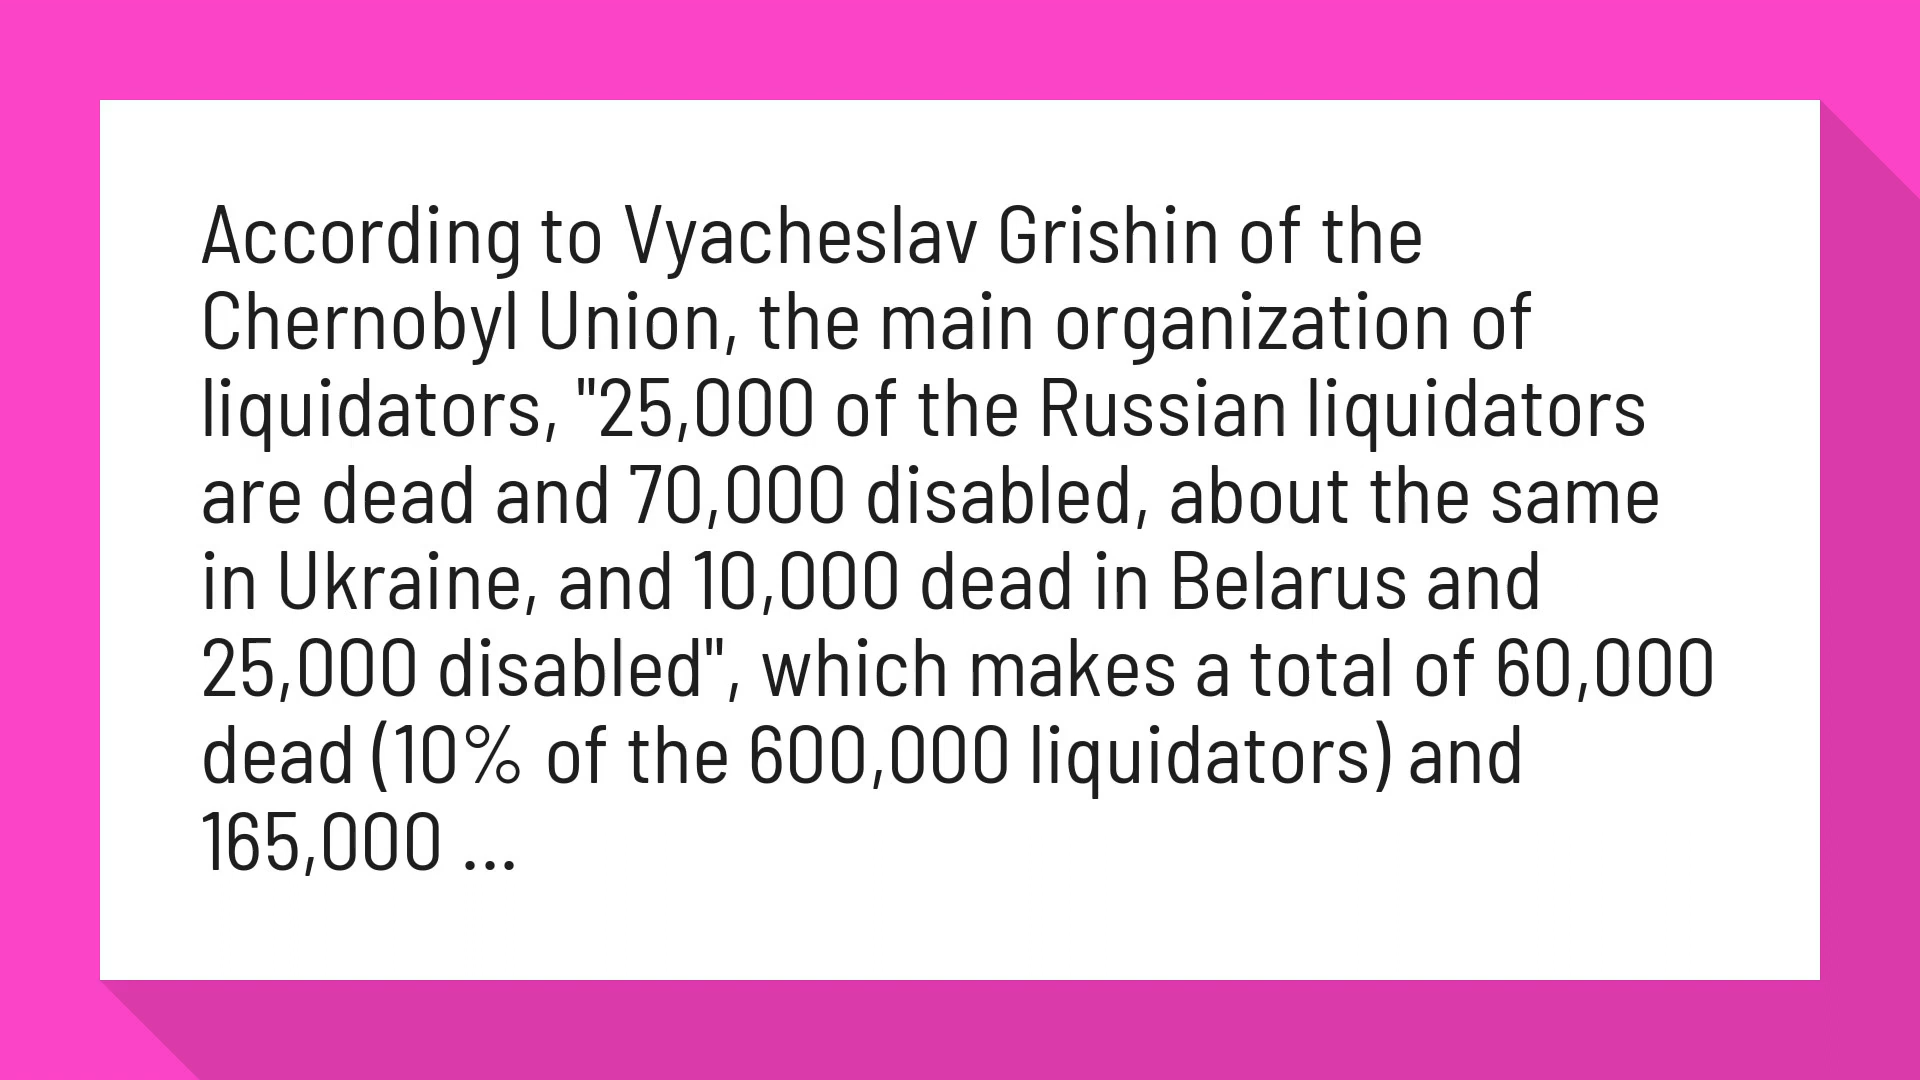 According to Vyacheslav Grishin of the
Chernobyl Union, the main organization of
liquidators, "25,000 of the Russian liquidators
are dead and 70,000 disabled, about the same
in Ukraine, and 10,000 dead in Belarus and
25,000 disabled", which makes a total of 60,000
dead (10% of the 600,000 liquidators) and
165,000 ...